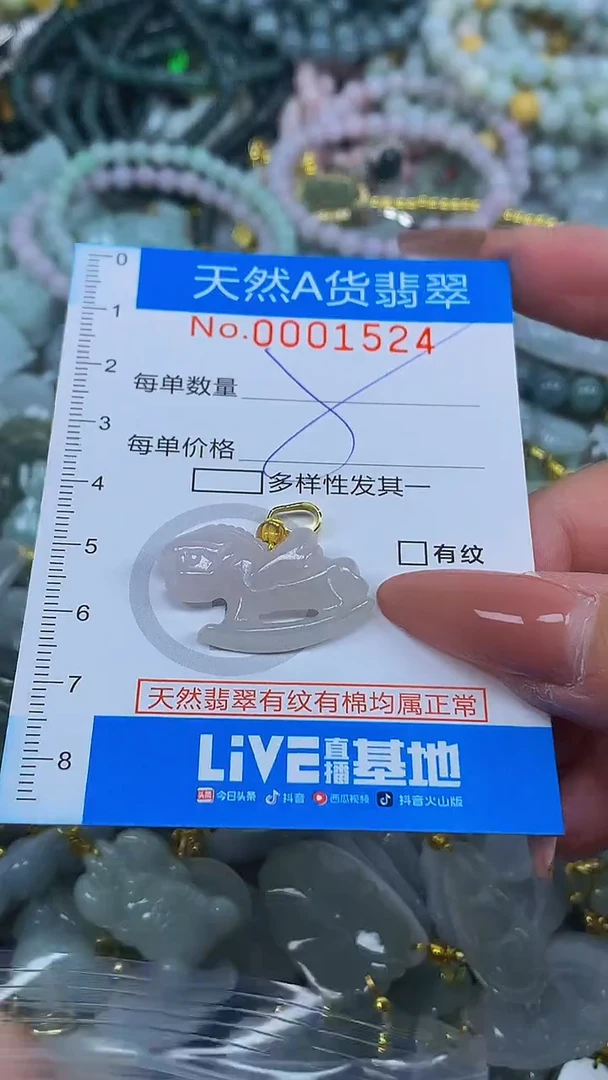 天然A货翡翠
No.0001524
每单数量
每单价格
多样性发其一
有纹
天然翡翠有纹有棉均属正常
LiVE直播基地
头条 今日头条 抖音 西瓜视频 抖音火山版
0
1
2
3
4
5
6
7
8